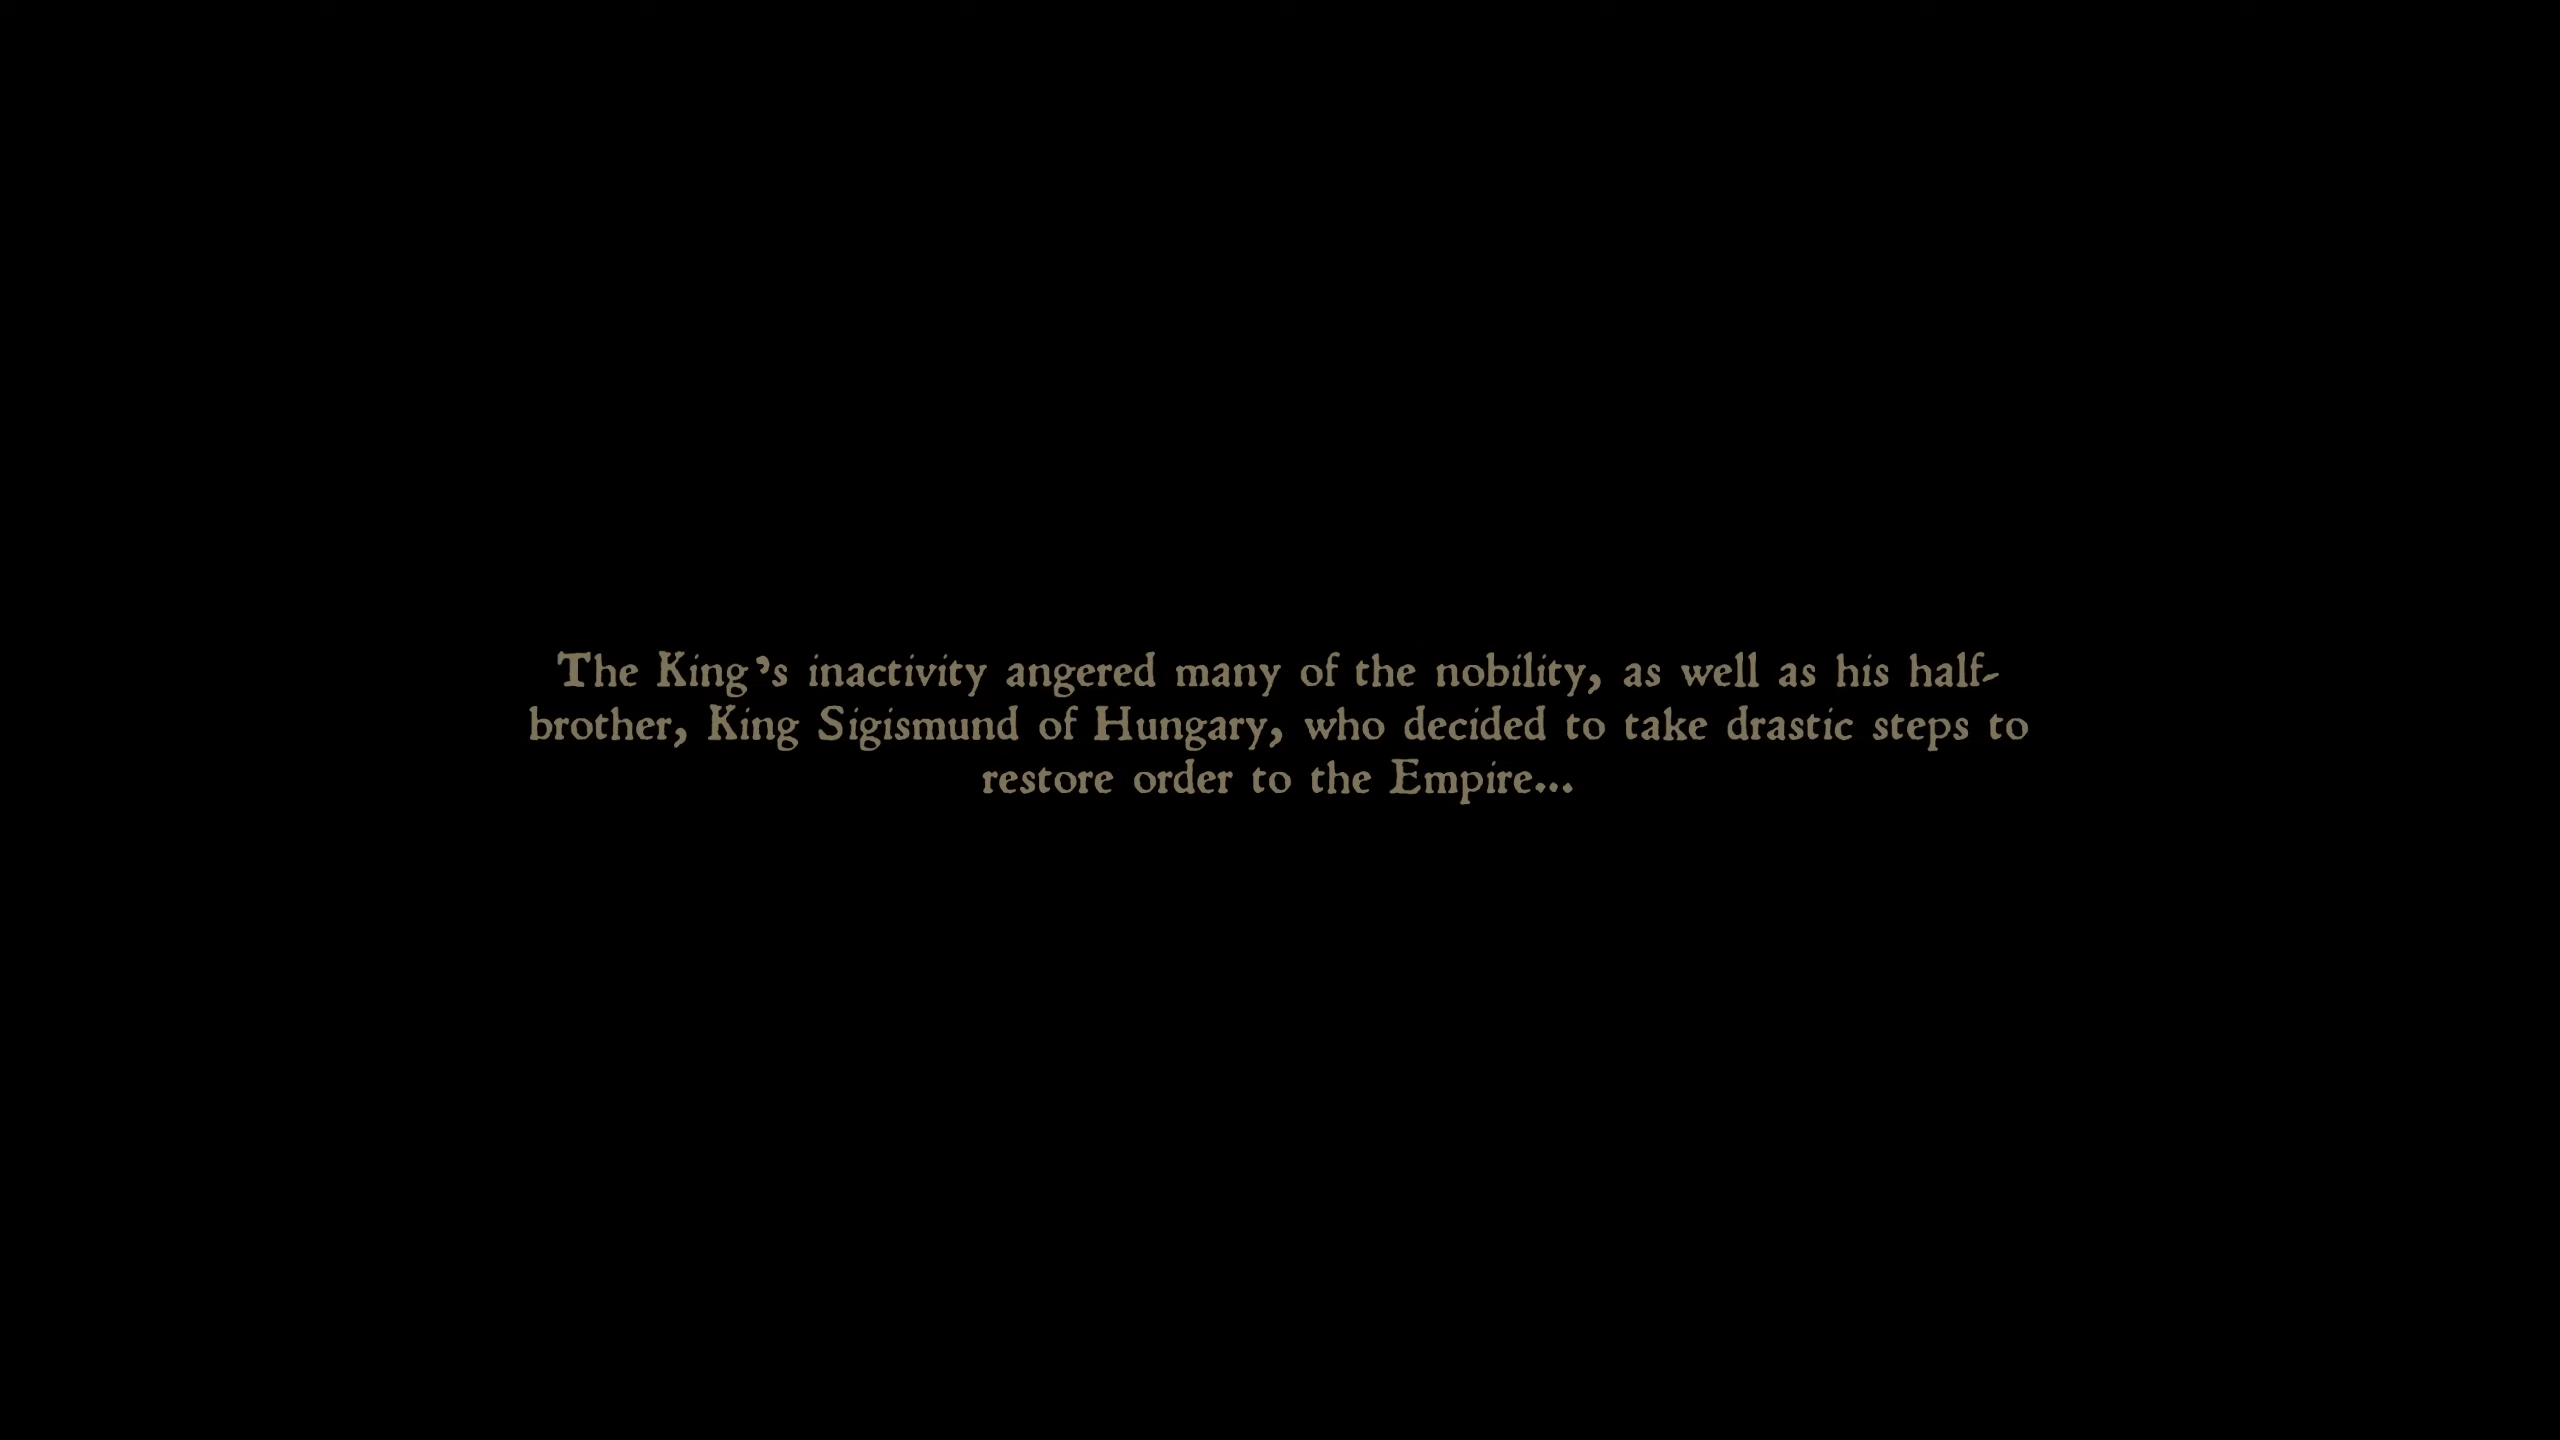 The King's inactivity angered many of the nobility, as well as his half-
brother, King Sigismund of Hungary, who decided to take drastic steps to
restore order to the Empire...